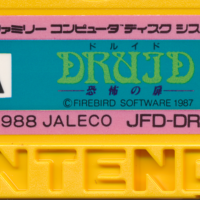 ファミリー コンピュータ ディスク シス
ドルイド
DRUID
恐怖の扉
A
© FIREBIRD SOFTWARE 1987
1988 JALECO JFD-DR
NINTEND